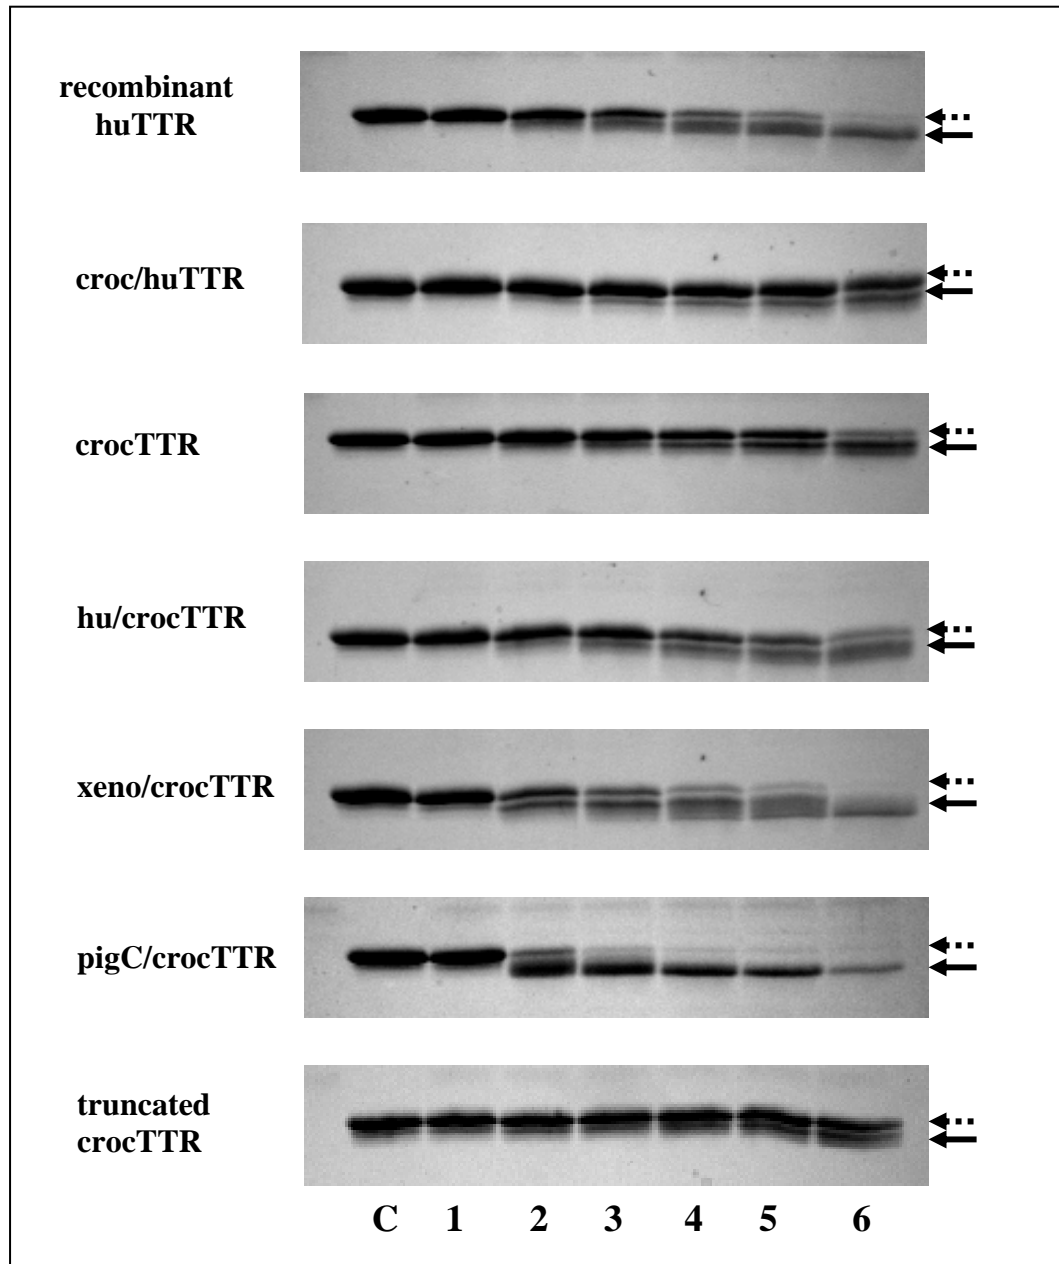 recombinant
huTTR
croc/huTTR
crocTTR
hu/crocTTR
xeno/crocTTR
pigC/crocTTR
truncated
crocTTR
C 1 2 3 4 5 6